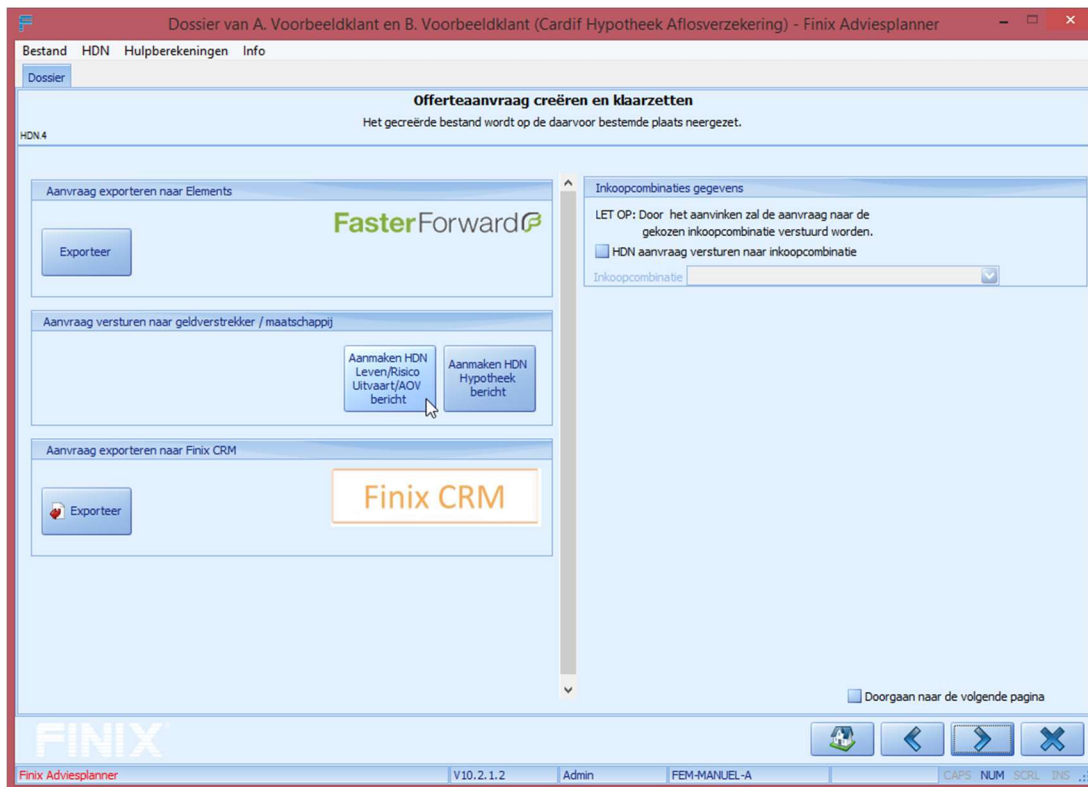 Dossier van A. Voorbeeldklant en B. Voorbeeldklant (Cardif Hypotheek Aflosverzekering) - Finix Adviesplanner
Bestand HDN Hulpberekeningen Info
Dossier
Offerteaanvraag creëren en klaarzetten
Het gecreërde bestand wordt op de daarvoor bestemde plaats neergezet.
HDN.4
Aanvraag exporteren naar Elements
FasterForward
Exporteer
Aanvraag versturen naar geldverstrekker / maatschappij
Aanmaken HDN
Leven/Risico
Uitvaart/AOV
bericht
Aanmaken HDN
Hypotheek
bericht
Aanvraag exporteren naar Finix CRM
Finix CRM
Exporteer
Inkoopcombinaties gegevens
LET OP: Door het aanvinken zal de aanvraag naar de
gekozen inkoopcombinatie verstuurd worden.
HDN aanvraag versturen naar inkoopcombinatie
Inkoopcombinatie
Doorgaan naar de volgende pagina
FINIX
Finix Adviesplanner V10.2.1.2 Admin FEM-MANUEL-A CAPS NUM SCRL INS